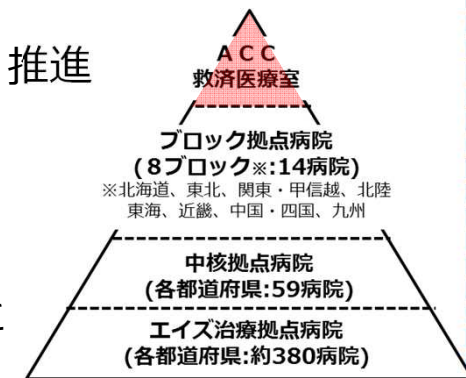 推進
ACC
救済医療室
ブロック拠点病院
(8ブロック※:14病院)
※北海道、東北、関東・甲信越、北陸
東海、近畿、中国・四国、九州
中核拠点病院
(各都道府県:59病院)
エイズ治療拠点病院
(各都道府県:約380病院)